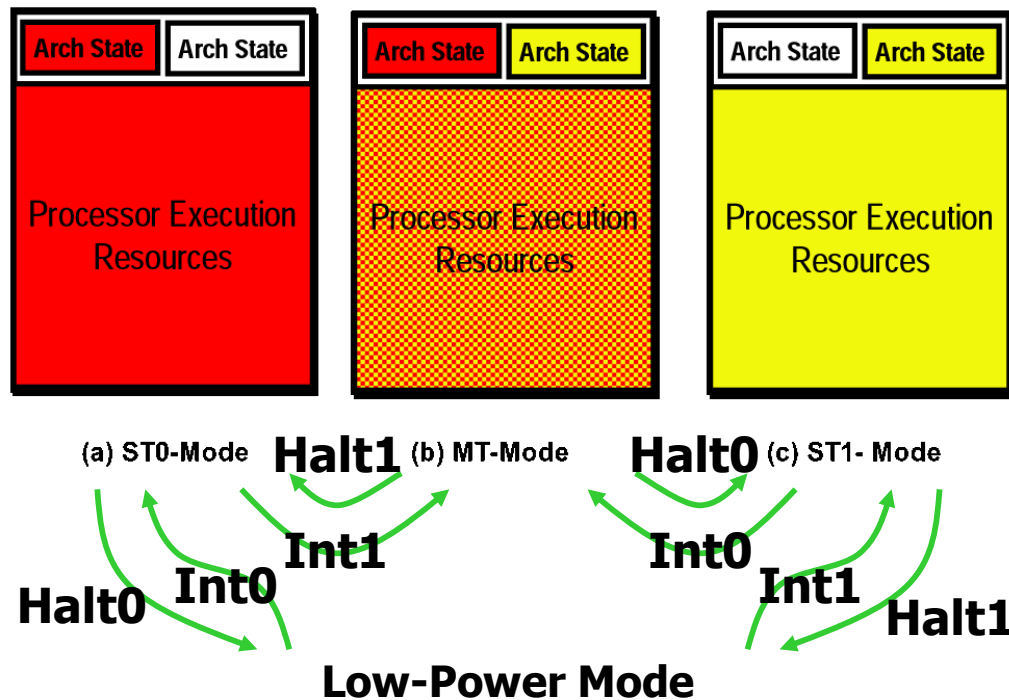 Arch State Arch State
Arch State Arch State
Arch State Arch State
Processor Execution
Resources
Processor Execution
Resources
Processor Execution
Resources
(a) ST0-Mode Halt1 (b) MT-Mode Halt0 (c) ST1- Mode
Halt0 Int0 Int1 Int0 Int1 Halt1
Low-Power Mode